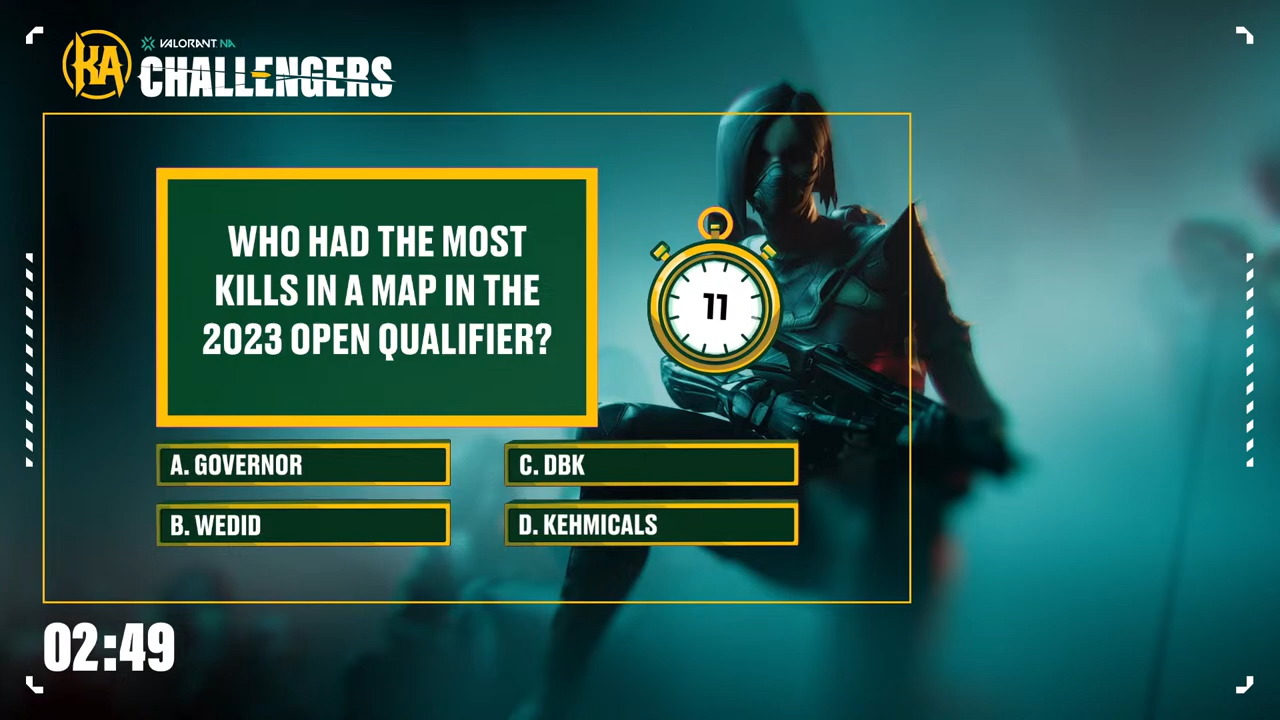 KA
VALORANT NA
CHALLENGERS
WHO HAD THE MOST
KILLS IN A MAP IN THE
2023 OPEN QUALIFIER?
11
A. GOVERNOR
C. DBK
B. WEDID
D. KEHMICALS
02:49